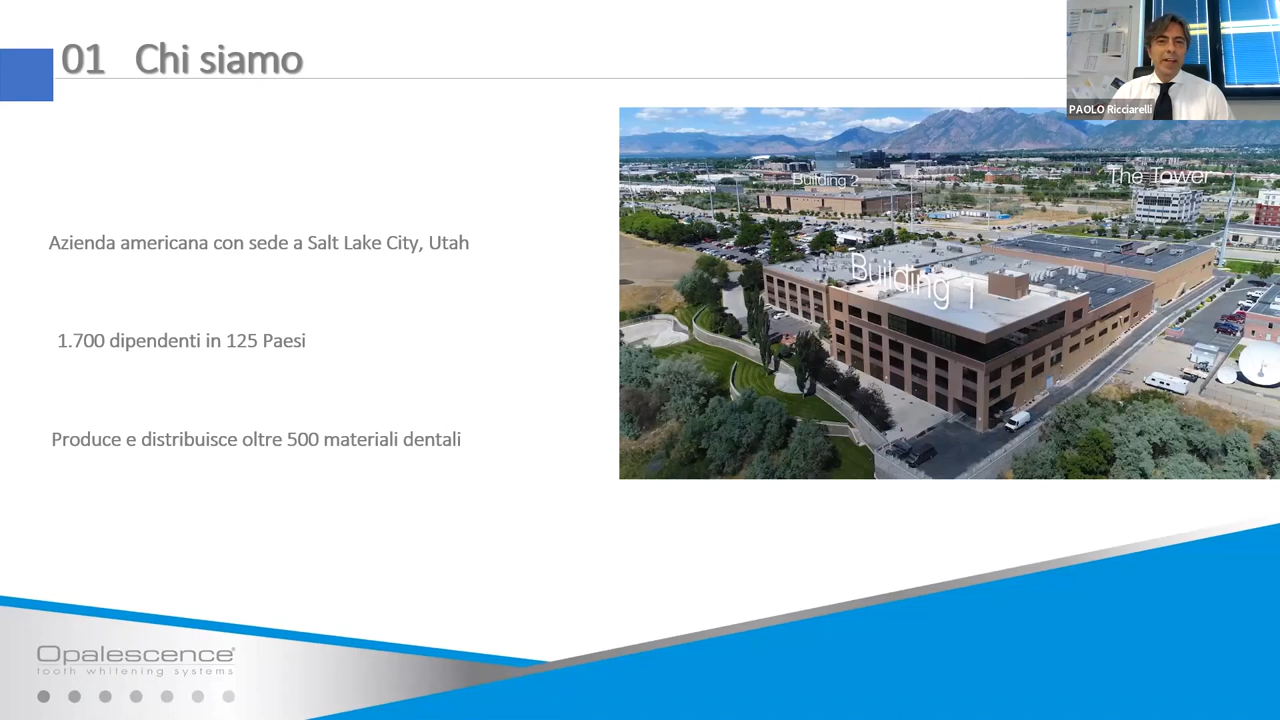 01 Chi siamo
PAOLO Ricciarelli
Building 2
The Tower
Building 1
Azienda americana con sede a Salt Lake City, Utah
1.700 dipendenti in 125 Paesi
Produce e distribuisce oltre 500 materiali dentali
Opalescence®
tooth whitening systems